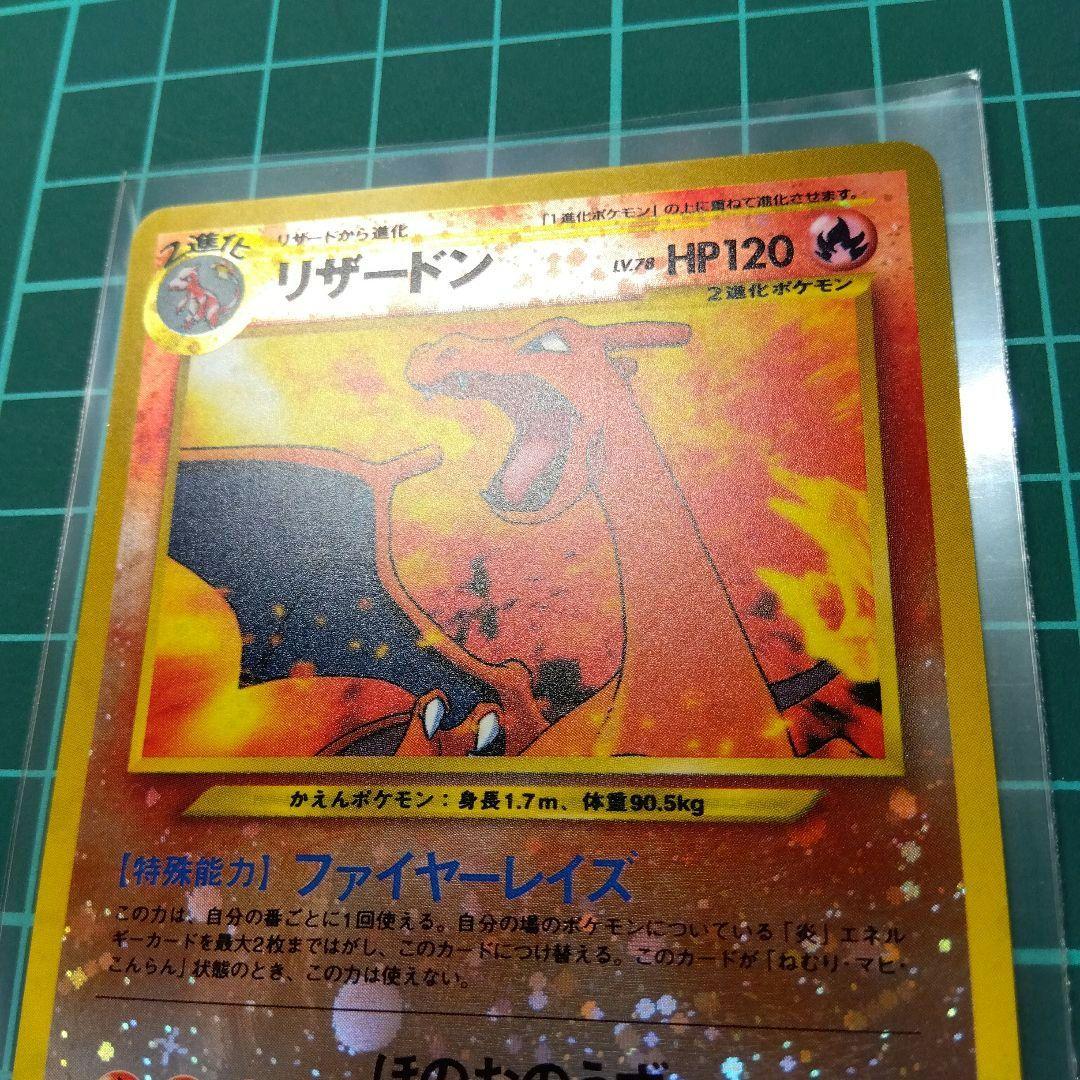 「1進化ポケモン」の上に重ねて進化させます。
2進化
リザードから進化
リザードン LV.78 HP120
2進化ポケモン
かえんポケモン：身長1.7m、体重90.5kg
【特殊能力】ファイヤーレイズ
この力は、自分の番ごとに1回使える。自分の場のポケモンについている「炎」エネル
ギーカードを最大2枚まではがし、このカードにつけ替える。このカードが「ねむり・マヒ・
こんらん」状態のとき、この力は使えない。
ほのおのうず